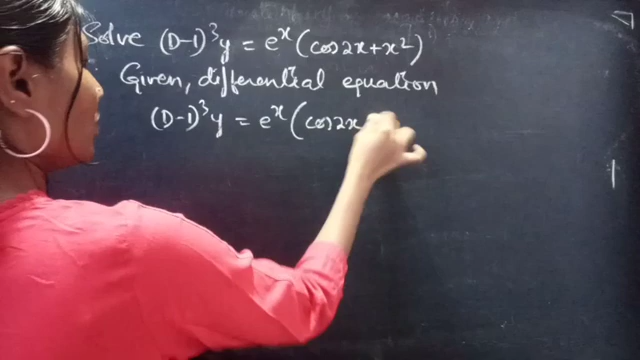 Solve (D-1)³y = eˣ(cos2x+x²)
Given, differential equation
(D-1)³y = eˣ(cos2x